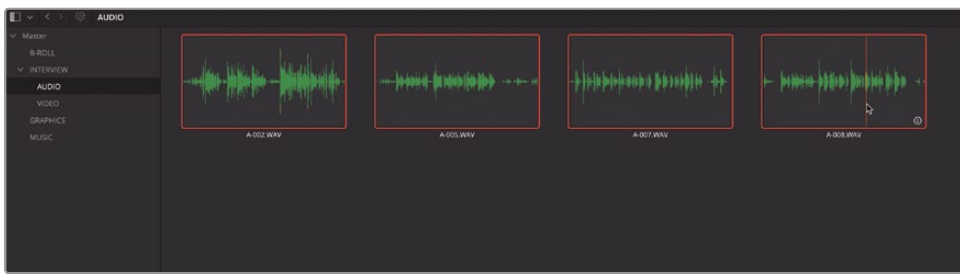 AUDIO
Master
B-ROLL
INTERVIEW
AUDIO
VIDEO
GRAPHICS
MUSIC
A-002.WAV
A-005.WAV
A-007.WAV
A-008.WAV